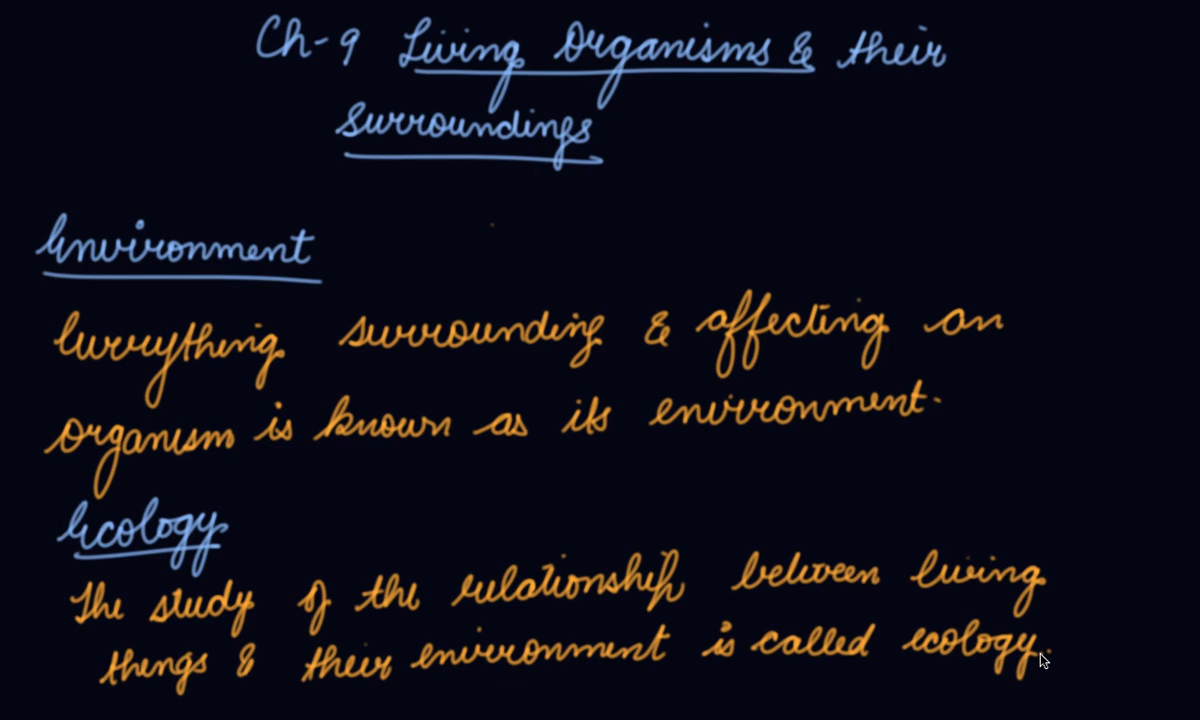 Ch-9 Living Organisms & their
Surroundings
Environment
Everything surrounding & affecting an
organism is known as its environment.
Ecology
The study of the relationship between living
things & their environment is called ecology.